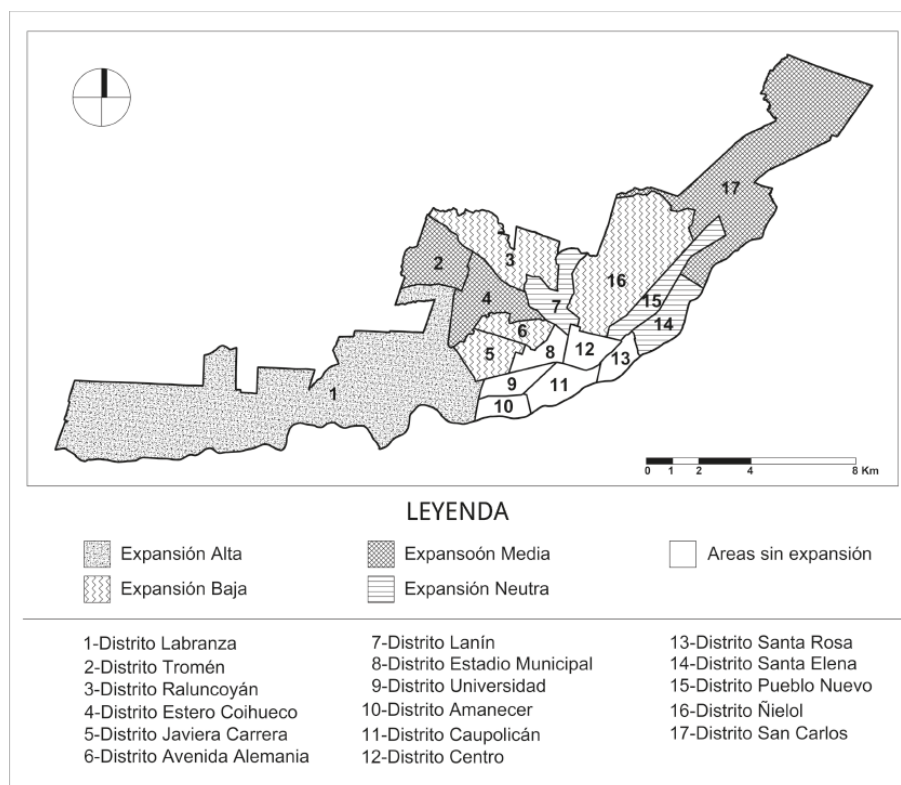 17
2
3
16
4
7
15
14
6
5
8
12
13
1
9
11
10
0 1 2 4 8 Km
LEYENDA
Expansión Alta
Expansoón Media
Areas sin expansión
Expansión Baja
Expansión Neutra
1-Distrito Labranza
2-Distrito Tromén
3-Distrito Raluncoyán
4-Distrito Estero Coihueco
5-Distrito Javiera Carrera
6-Distrito Avenida Alemania
7-Distrito Lanín
8-Distrito Estadio Municipal
9-Distrito Universidad
10-Distrito Amanecer
11-Distrito Caupolicán
12-Distrito Centro
13-Distrito Santa Rosa
14-Distrito Santa Elena
15-Distrito Pueblo Nuevo
16-Distrito Ñielol
17-Distrito San Carlos